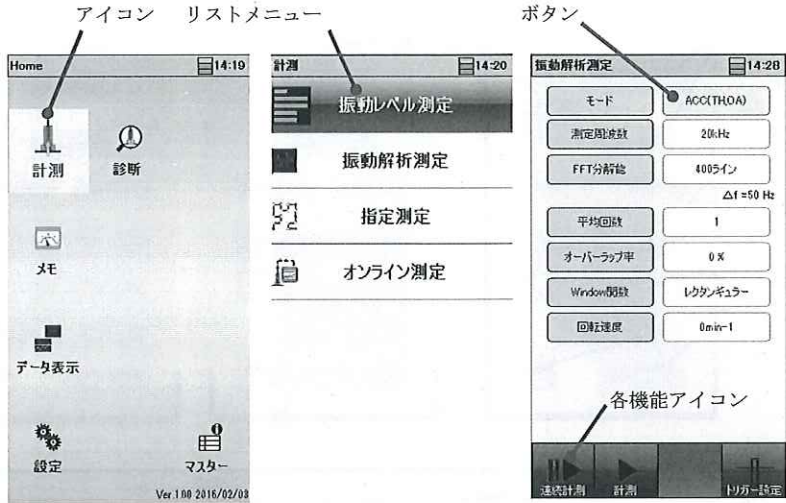 アイコン
リストメニュー
ボタン
Home 14:19
計測
診断
メモ
データ表示
設定
マスター
Ver.1.00 2016/02/03
計測 14:20
振動レベル測定
振動解析測定
指定測定
オンライン測定
振動解析測定 14:28
モード ACC(TH,OA)
測定周波数 20kHz
FFT分解能 400ライン
△f=50 Hz
平均回数 1
オーバーラップ率 0 %
Window関数 レクタンギュラー
回転速度 0min-1
各機能アイコン
連続計測
計測
トリガー設定